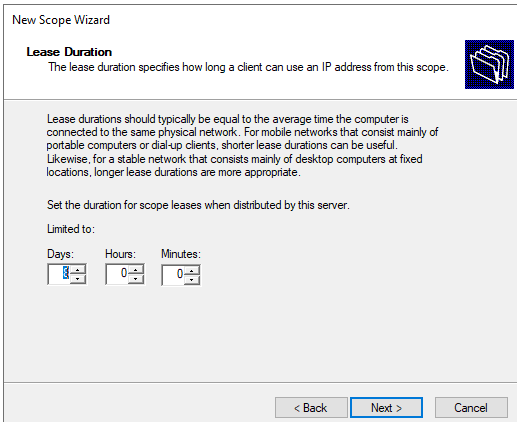 New Scope Wizard
Lease Duration
The lease duration specifies how long a client can use an IP address from this scope.
Lease durations should typically be equal to the average time the computer is
connected to the same physical network. For mobile networks that consist mainly of
portable computers or dial-up clients, shorter lease durations can be useful.
Likewise, for a stable network that consists mainly of desktop computers at fixed
locations, longer lease durations are more appropriate.
Set the duration for scope leases when distributed by this server.
Limited to:
Days: Hours: Minutes:
8 0 0
< Back Next > Cancel